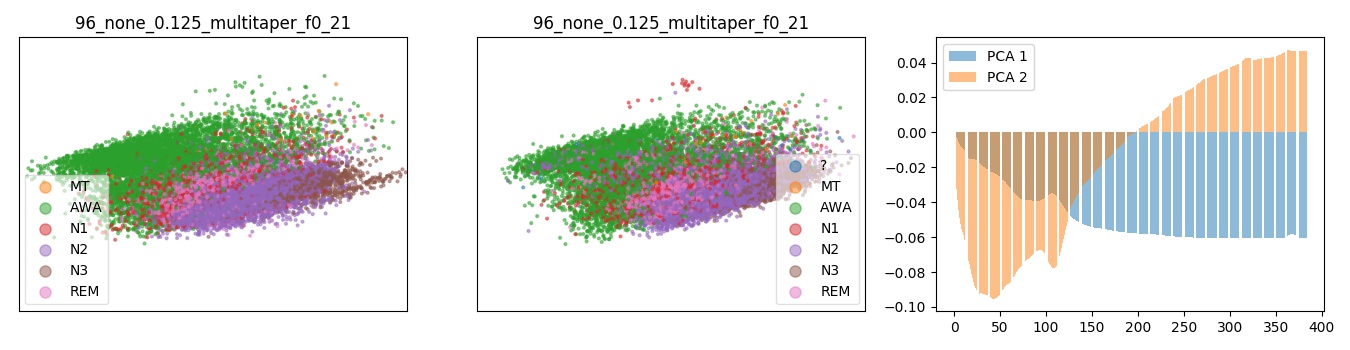 96_none_0.125_multitaper_f0_21
MT
AWA
N1
N2
N3
REM
96_none_0.125_multitaper_f0_21
?
MT
AWA
N1
N2
N3
REM
PCA 1
PCA 2
0.04
0.02
0.00
−0.02
−0.04
−0.06
−0.08
−0.10
0 50 100 150 200 250 300 350 400